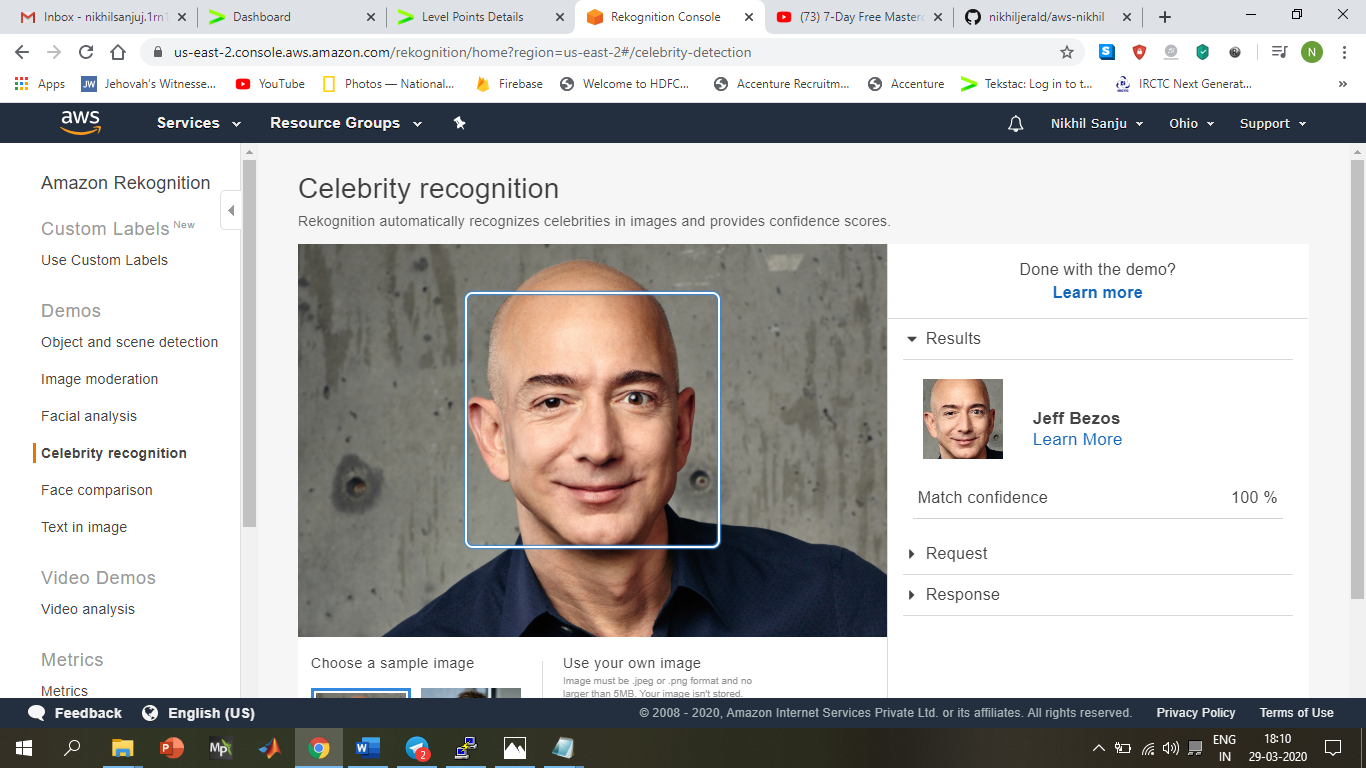 Inbox - nikhilsanjuj.1rn1
Dashboard
Level Points Details
Rekognition Console
(73) 7-Day Free Masterc
nikhiljerald/aws-nikhil
us-east-2.console.aws.amazon.com/rekognition/home?region=us-east-2#/celebrity-detection
N
Apps
JW
Jehovah's Witnesse...
YouTube
Photos — National...
Firebase
Welcome to HDFC...
Accenture Recruitm...
Accenture
Tekstac: Log in to t...
IRCTC Next Generat...
»
aws
Services
Resource Groups
Nikhil Sanju
Ohio
Support
Amazon Rekognition
Custom Labels New
Use Custom Labels
Demos
Object and scene detection
Image moderation
Facial analysis
Celebrity recognition
Face comparison
Text in image
Video Demos
Video analysis
Metrics
Metrics
Celebrity recognition
Rekognition automatically recognizes celebrities in images and provides confidence scores.
Done with the demo?
Learn more
Results
Jeff Bezos
Learn More
Match confidence 100 %
Request
Response
Choose a sample image
Use your own image
Image must be .jpeg or .png format and no
larger than 5MB. Your image isn't stored.
Feedback
English (US)
© 2008 - 2020, Amazon Internet Services Private Ltd. or its affiliates. All rights reserved.
Privacy Policy
Terms of Use
Mp
2
ENG
IN
18:10
29-03-2020